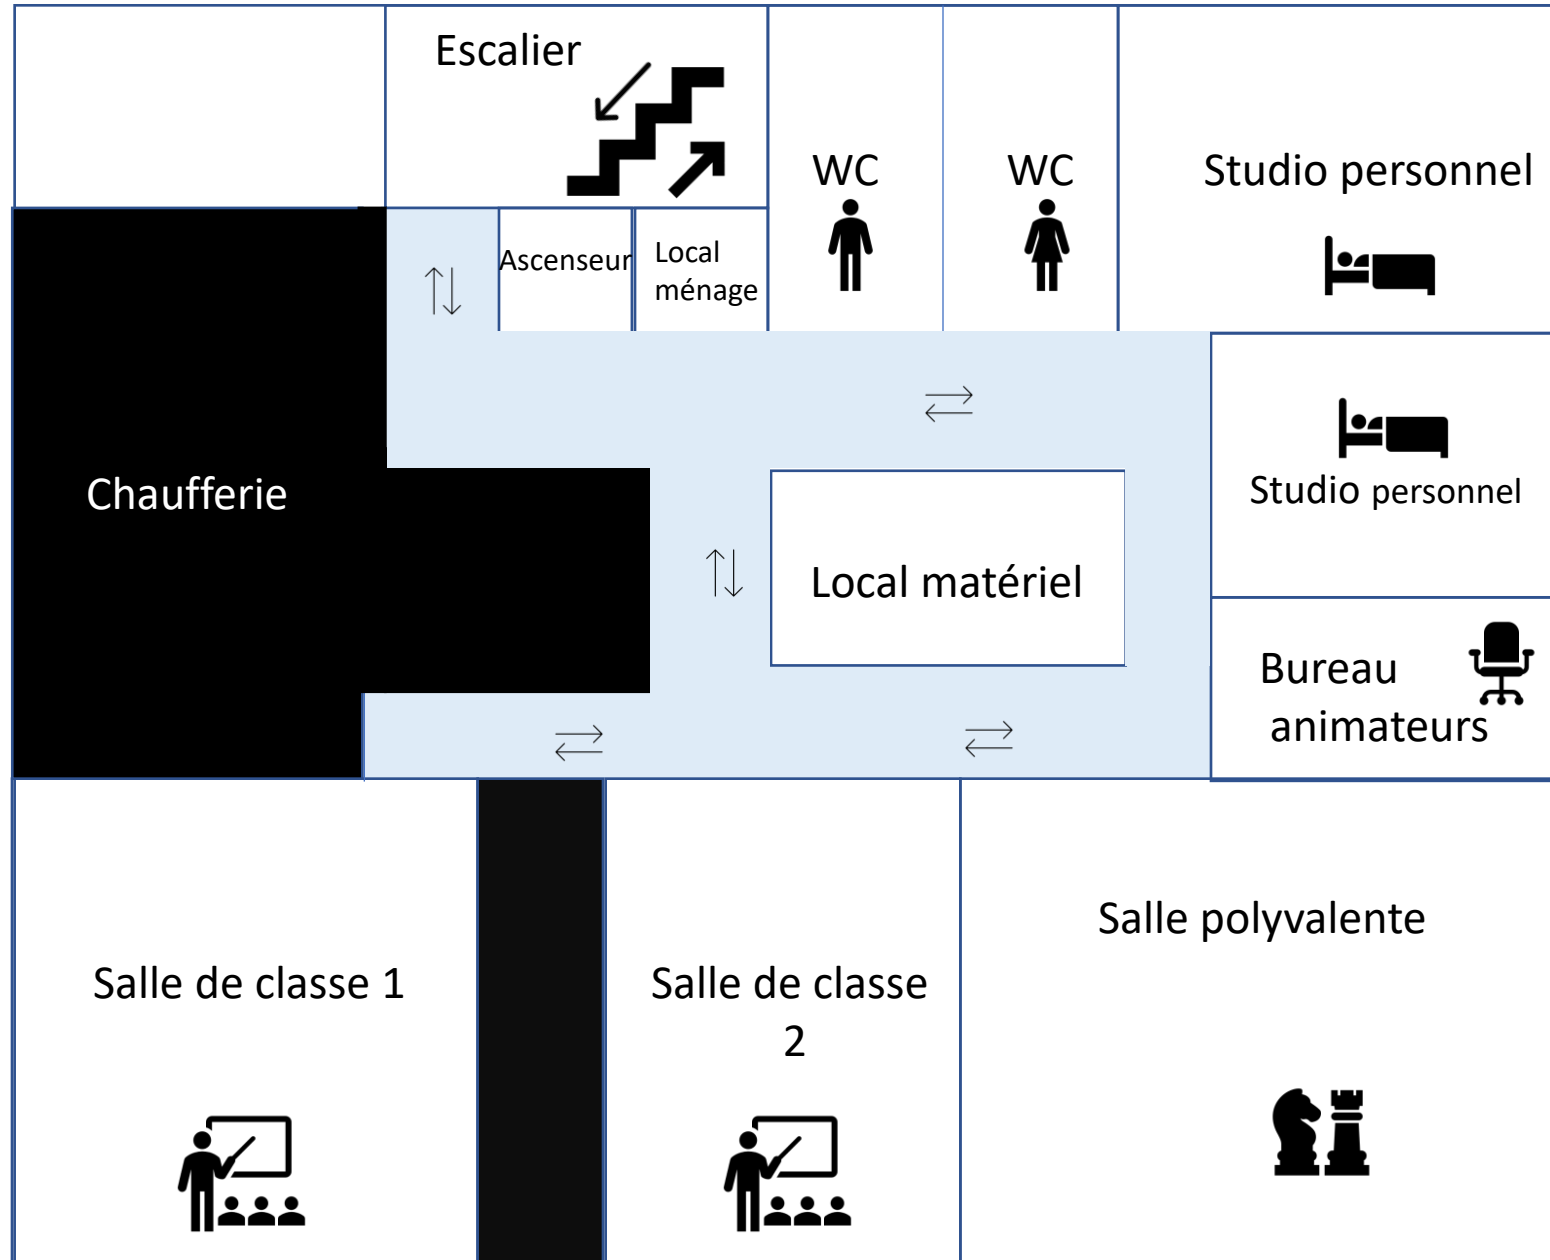 Escalier
WC
WC
Studio personnel
Ascenseur
Local
ménage
Chaufferie
Studio personnel
Local matériel
Bureau
animateurs
Salle polyvalente
Salle de classe 1
Salle de classe
2